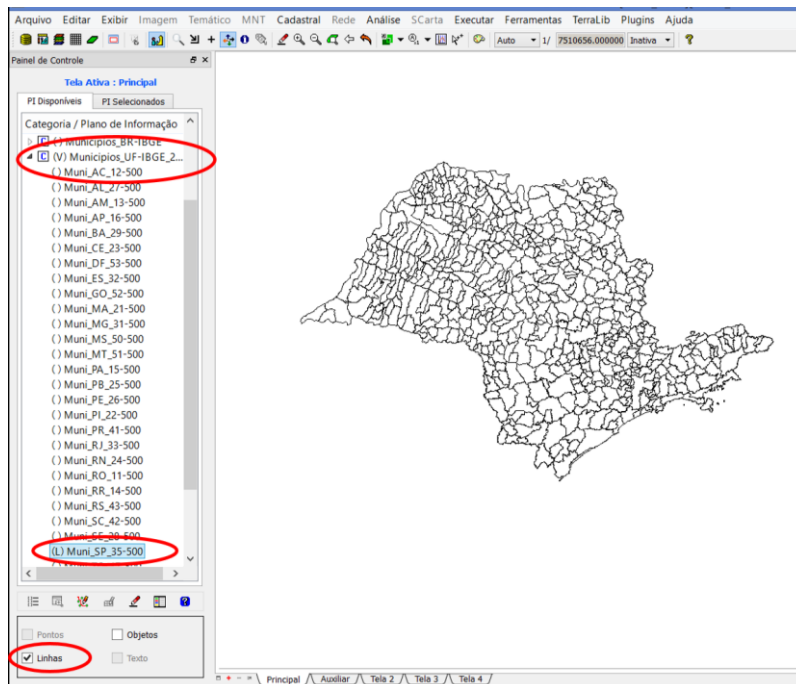 Arquivo Editar Exibir Imagem Temático MNT Cadastral Rede Análise SCarta Executar Ferramentas TerraLib Plugins Ajuda
Auto 1/ 7510656.000000 Inativa
Painel de Controle
Tela Ativa : Principal
PI Disponíveis PI Selecionados
Categoria / Plano de Informação
( ) Municipios_BR-IBGE
(V) Municipios_UF-IBGE_2...
( ) Muni_AC_12-500
( ) Muni_AL_27-500
( ) Muni_AM_13-500
( ) Muni_AP_16-500
( ) Muni_BA_29-500
( ) Muni_CE_23-500
( ) Muni_DF_53-500
( ) Muni_ES_32-500
( ) Muni_GO_52-500
( ) Muni_MA_21-500
( ) Muni_MG_31-500
( ) Muni_MS_50-500
( ) Muni_MT_51-500
( ) Muni_PA_15-500
( ) Muni_PB_25-500
( ) Muni_PE_26-500
( ) Muni_PI_22-500
( ) Muni_PR_41-500
( ) Muni_RJ_33-500
( ) Muni_RN_24-500
( ) Muni_RO_11-500
( ) Muni_RR_14-500
( ) Muni_RS_43-500
( ) Muni_SC_42-500
( ) Muni_SE_28-500
(L) Muni_SP_35-500
Pontos Objetos
Linhas Texto
Principal Auxiliar Tela 2 Tela 3 Tela 4